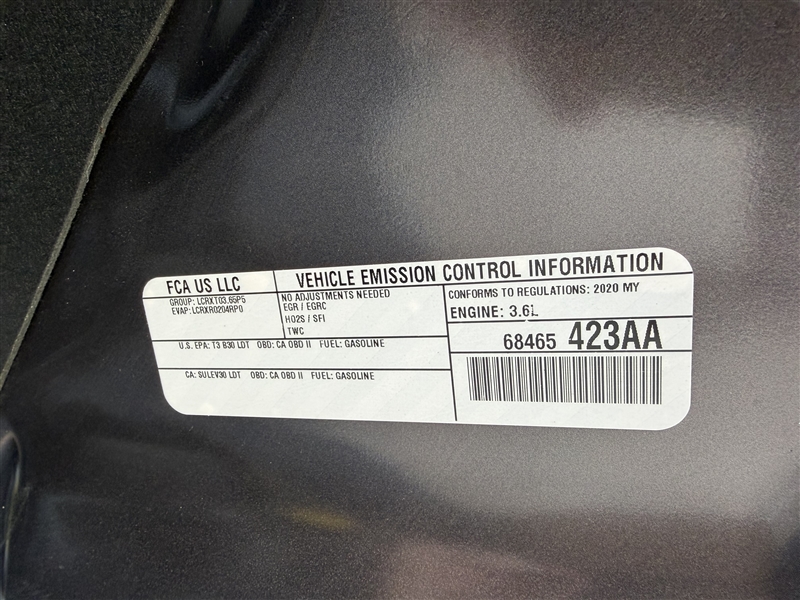 FCA US LLC
VEHICLE EMISSION CONTROL INFORMATION
GROUP: LCRXT03.65P5
EVAP: LCRXR0204RP0
NO ADJUSTMENTS NEEDED
EGR / EGRC
HO2S / SFI
TWC
CONFORMS TO REGULATIONS: 2020 MY
ENGINE: 3.6L
68465 423AA
U.S. EPA: T3 B30 LDT OBD: CA OBD II FUEL: GASOLINE
CA: SULEV30 LDT OBD: CA OBD II FUEL: GASOLINE